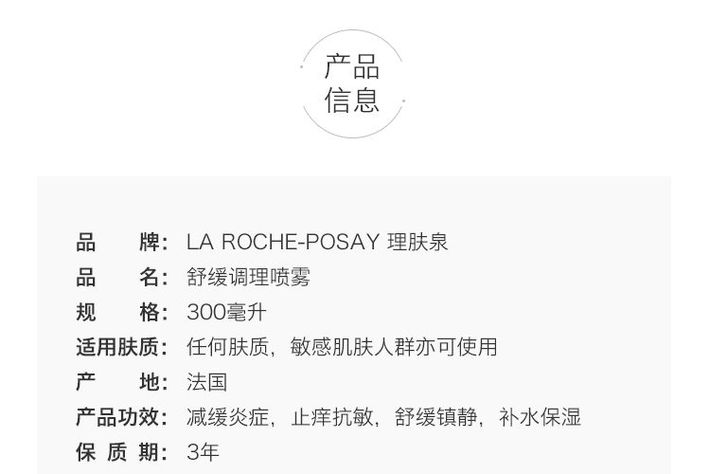 产品
信息
品牌： LA ROCHE-POSAY 理肤泉
品名： 舒缓调理喷雾
规格： 300毫升
适用肤质： 任何肤质，敏感肌肤人群亦可使用
产地： 法国
产品功效： 减缓炎症，止痒抗敏，舒缓镇静，补水保湿
保质期： 3年